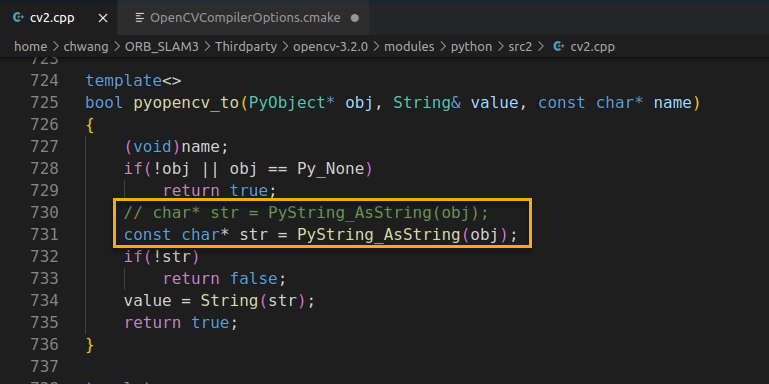 cv2.cpp × OpenCVCompilerOptions.cmake
home > chwang > ORB_SLAM3 > Thirdparty > opencv-3.2.0 > modules > python > src2 > cv2.cpp
723
724 template<>
725 bool pyopencv_to(PyObject* obj, String& value, const char* name)
726 {
727     (void)name;
728     if(!obj || obj == Py_None)
729         return true;
730     // char* str = PyString_AsString(obj);
731     const char* str = PyString_AsString(obj);
732     if(!str)
733         return false;
734     value = String(str);
735     return true;
736 }
737